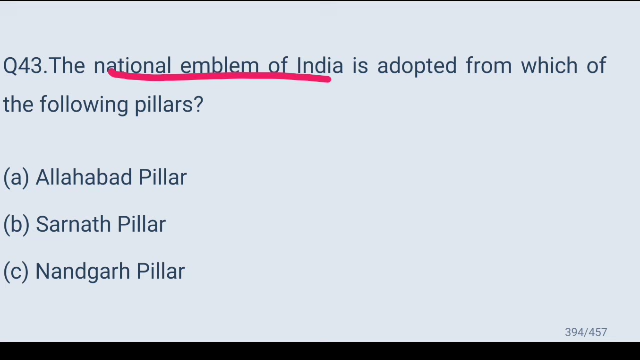 Q43.The national emblem of India is adopted from which of
the following pillars?
(a) Allahabad Pillar
(b) Sarnath Pillar
(c) Nandgarh Pillar
394/457